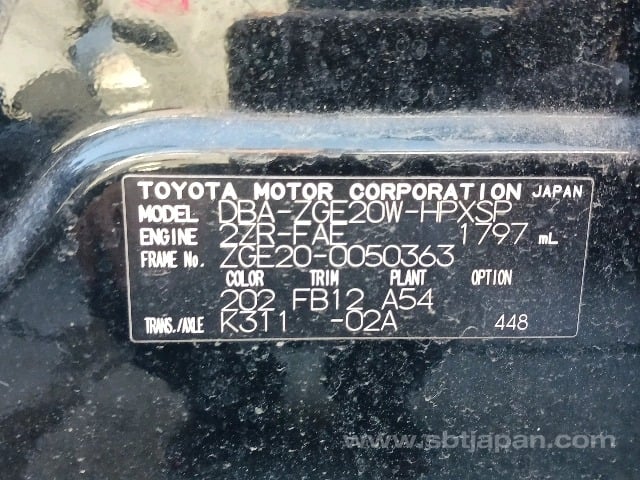 TOYOTA MOTOR CORPORATION JAPAN
MODEL DBA-ZGE20W-HPXSP
ENGINE 2ZR-FAE 1797 mL
FRAME No. ZGE20-0050363
COLOR TRIM PLANT OPTION
202 FB12 A54
TRANS./AXLE K311 -02A 448
www.sbtjapan.com